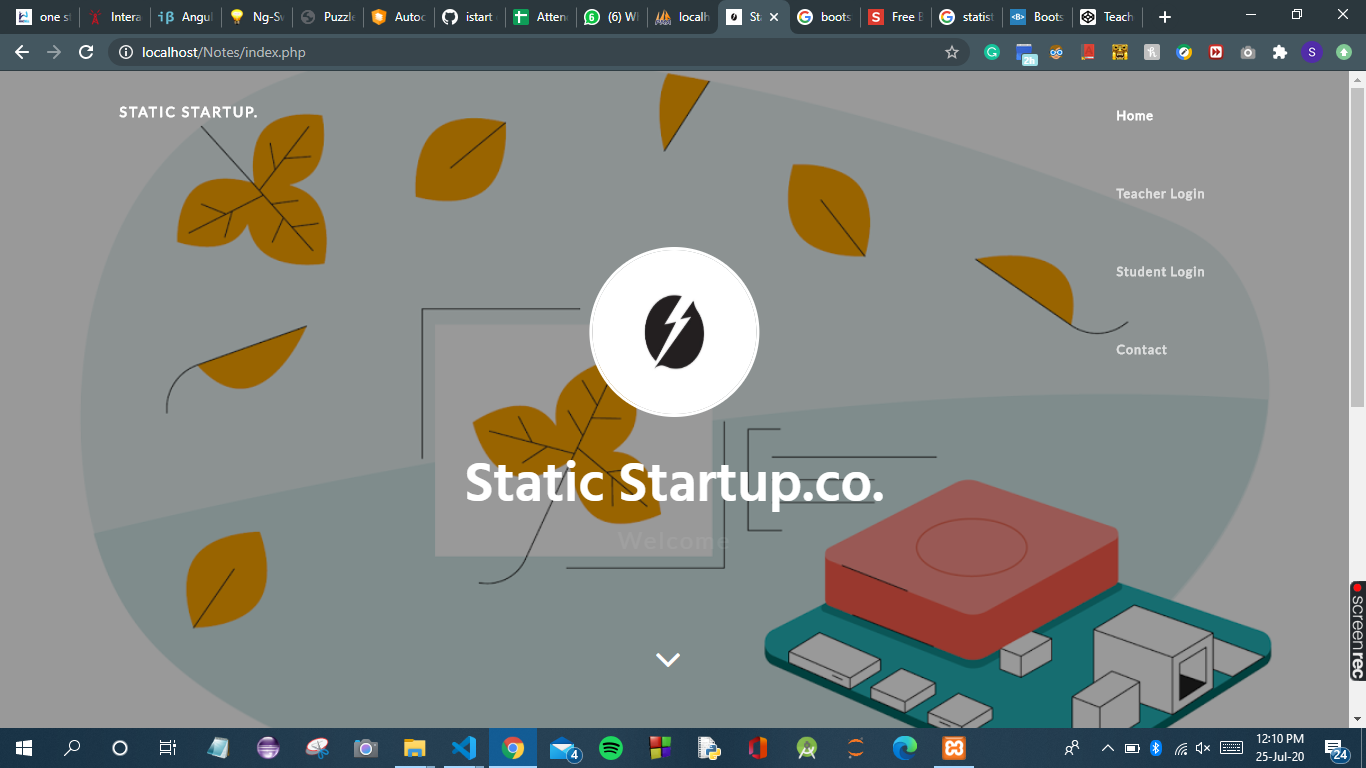 one st
Intera
Angul
Ng-Sw
Puzzle
Autoc
istart
Attend
(6) Wh
localh
Sta
boots
Free B
statist
Boots
Teach
localhost/Notes/index.php
2h
S
STATIC STARTUP.
Home
Teacher Login
Student Login
Contact
Static Startup.co.
Welcome
screenrec
4
12:10 PM
25-Jul-20
24